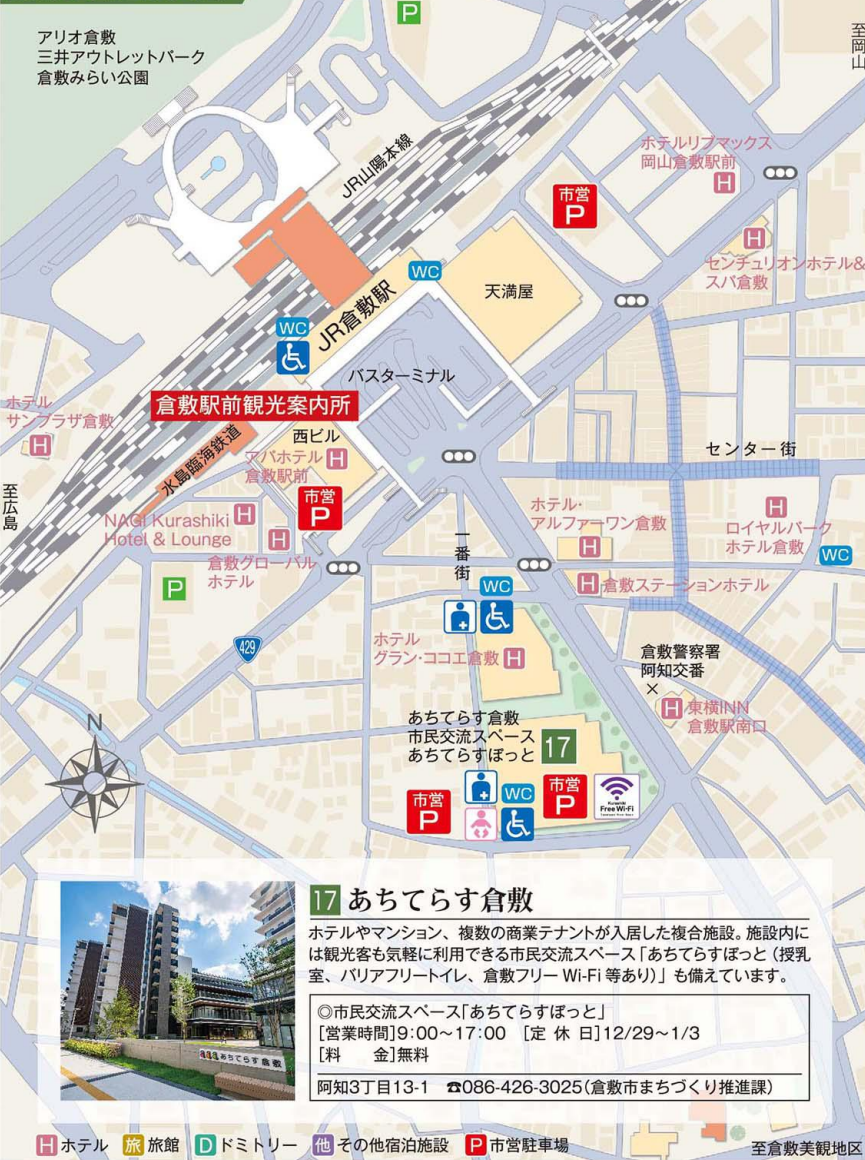 P
アリオ倉敷
三井アウトレットパーク
倉敷みらい公園
至岡山
JR山陽本線
ホテルリブマックス
岡山倉敷駅前
H
市営
P
H
センチュリオンホテル&
スパ倉敷
WC
天満屋
JR倉敷駅
WC
バスターミナル
倉敷駅前観光案内所
ホテル
サンプラザ倉敷
H
水島臨海鉄道
西ビル
アパホテル
倉敷駅前
H
センター街
至広島
市営
P
NAGI Kurashiki
Hotel & Lounge
H
H
倉敷グローバル
ホテル
一番街
ホテル・
アルファーワン倉敷
H
H
ロイヤルパーク
ホテル倉敷
WC
P
WC
H
倉敷ステーションホテル
429
ホテル
グラン・ココエ倉敷
H
倉敷警察署
阿知交番
×
H
東横INN
倉敷駅南口
N
あちてらす倉敷
市民交流スペース
あちてらすぽっと
17
市営
P
WC
市営
P
Kurashiki
Free Wi-Fi
17 あちてらす倉敷
ホテルやマンション、複数の商業テナントが入居した複合施設。施設内に
は観光客も気軽に利用できる市民交流スペース「あちてらすぽっと（授乳
室、バリアフリートイレ、倉敷フリー Wi-Fi 等あり）」も備えています。
あちてらす倉敷
◎市民交流スペース「あちてらすぽっと」
[営業時間]9:00～17:00 [定 休 日]12/29～1/3
[料　　金]無料
阿知3丁目13-1 ☎086-426-3025（倉敷市まちづくり推進課）
H ホテル 旅 旅館 D ドミトリー 他 その他宿泊施設 P 市営駐車場
至倉敷美観地区